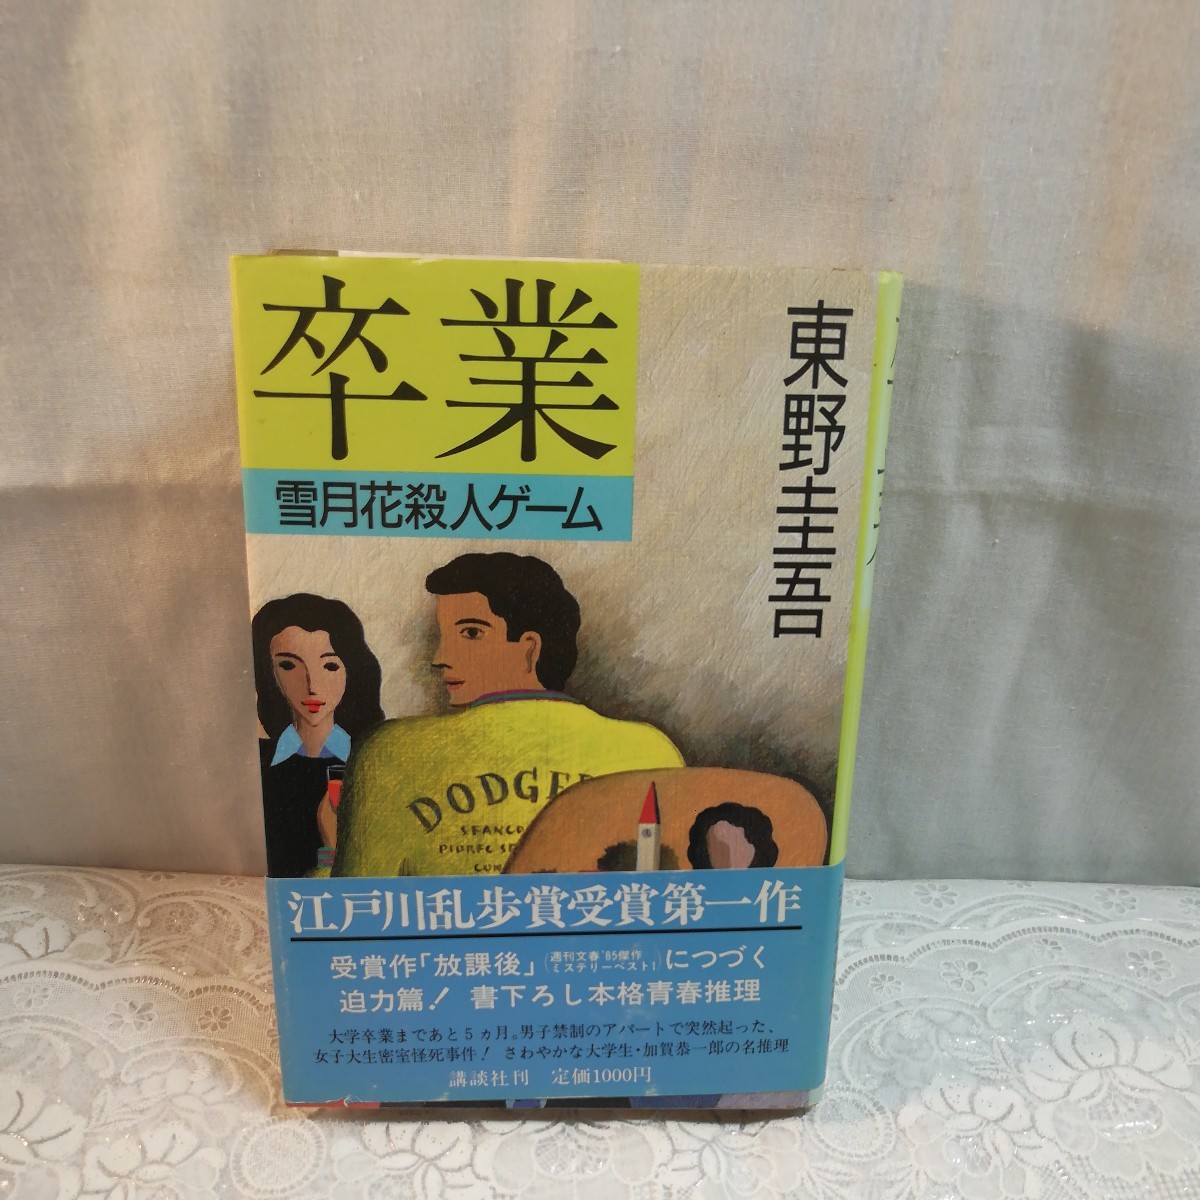 卒業
雪月花殺人ゲーム
東野圭吾
DODGE
江戸川乱歩賞受賞第一作
受賞作「放課後」(週刊文春'85傑作ミステリーベスト1)につづく
迫力篇! 書下ろし本格青春推理
大学卒業まであと5ヵ月。男子禁制のアパートで突然起った、
女子大生密室怪死事件! さわやかな大学生・加賀恭一郎の名推理
講談社刊 定価1000円